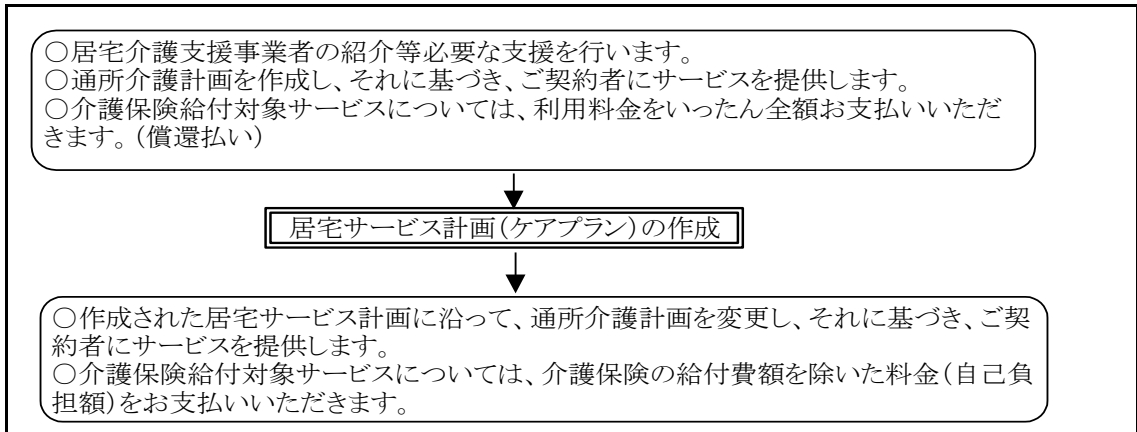 ○居宅介護支援事業者の紹介等必要な支援を行います。
○通所介護計画を作成し、それに基づき、ご契約者にサービスを提供します。
○介護保険給付対象サービスについては、利用料金をいったん全額お支払いいただ
きます。(償還払い)
居宅サービス計画(ケアプラン)の作成
○作成された居宅サービス計画に沿って、通所介護計画を変更し、それに基づき、ご契
約者にサービスを提供します。
○介護保険給付対象サービスについては、介護保険の給付費額を除いた料金(自己負
担額)をお支払いいただきます。